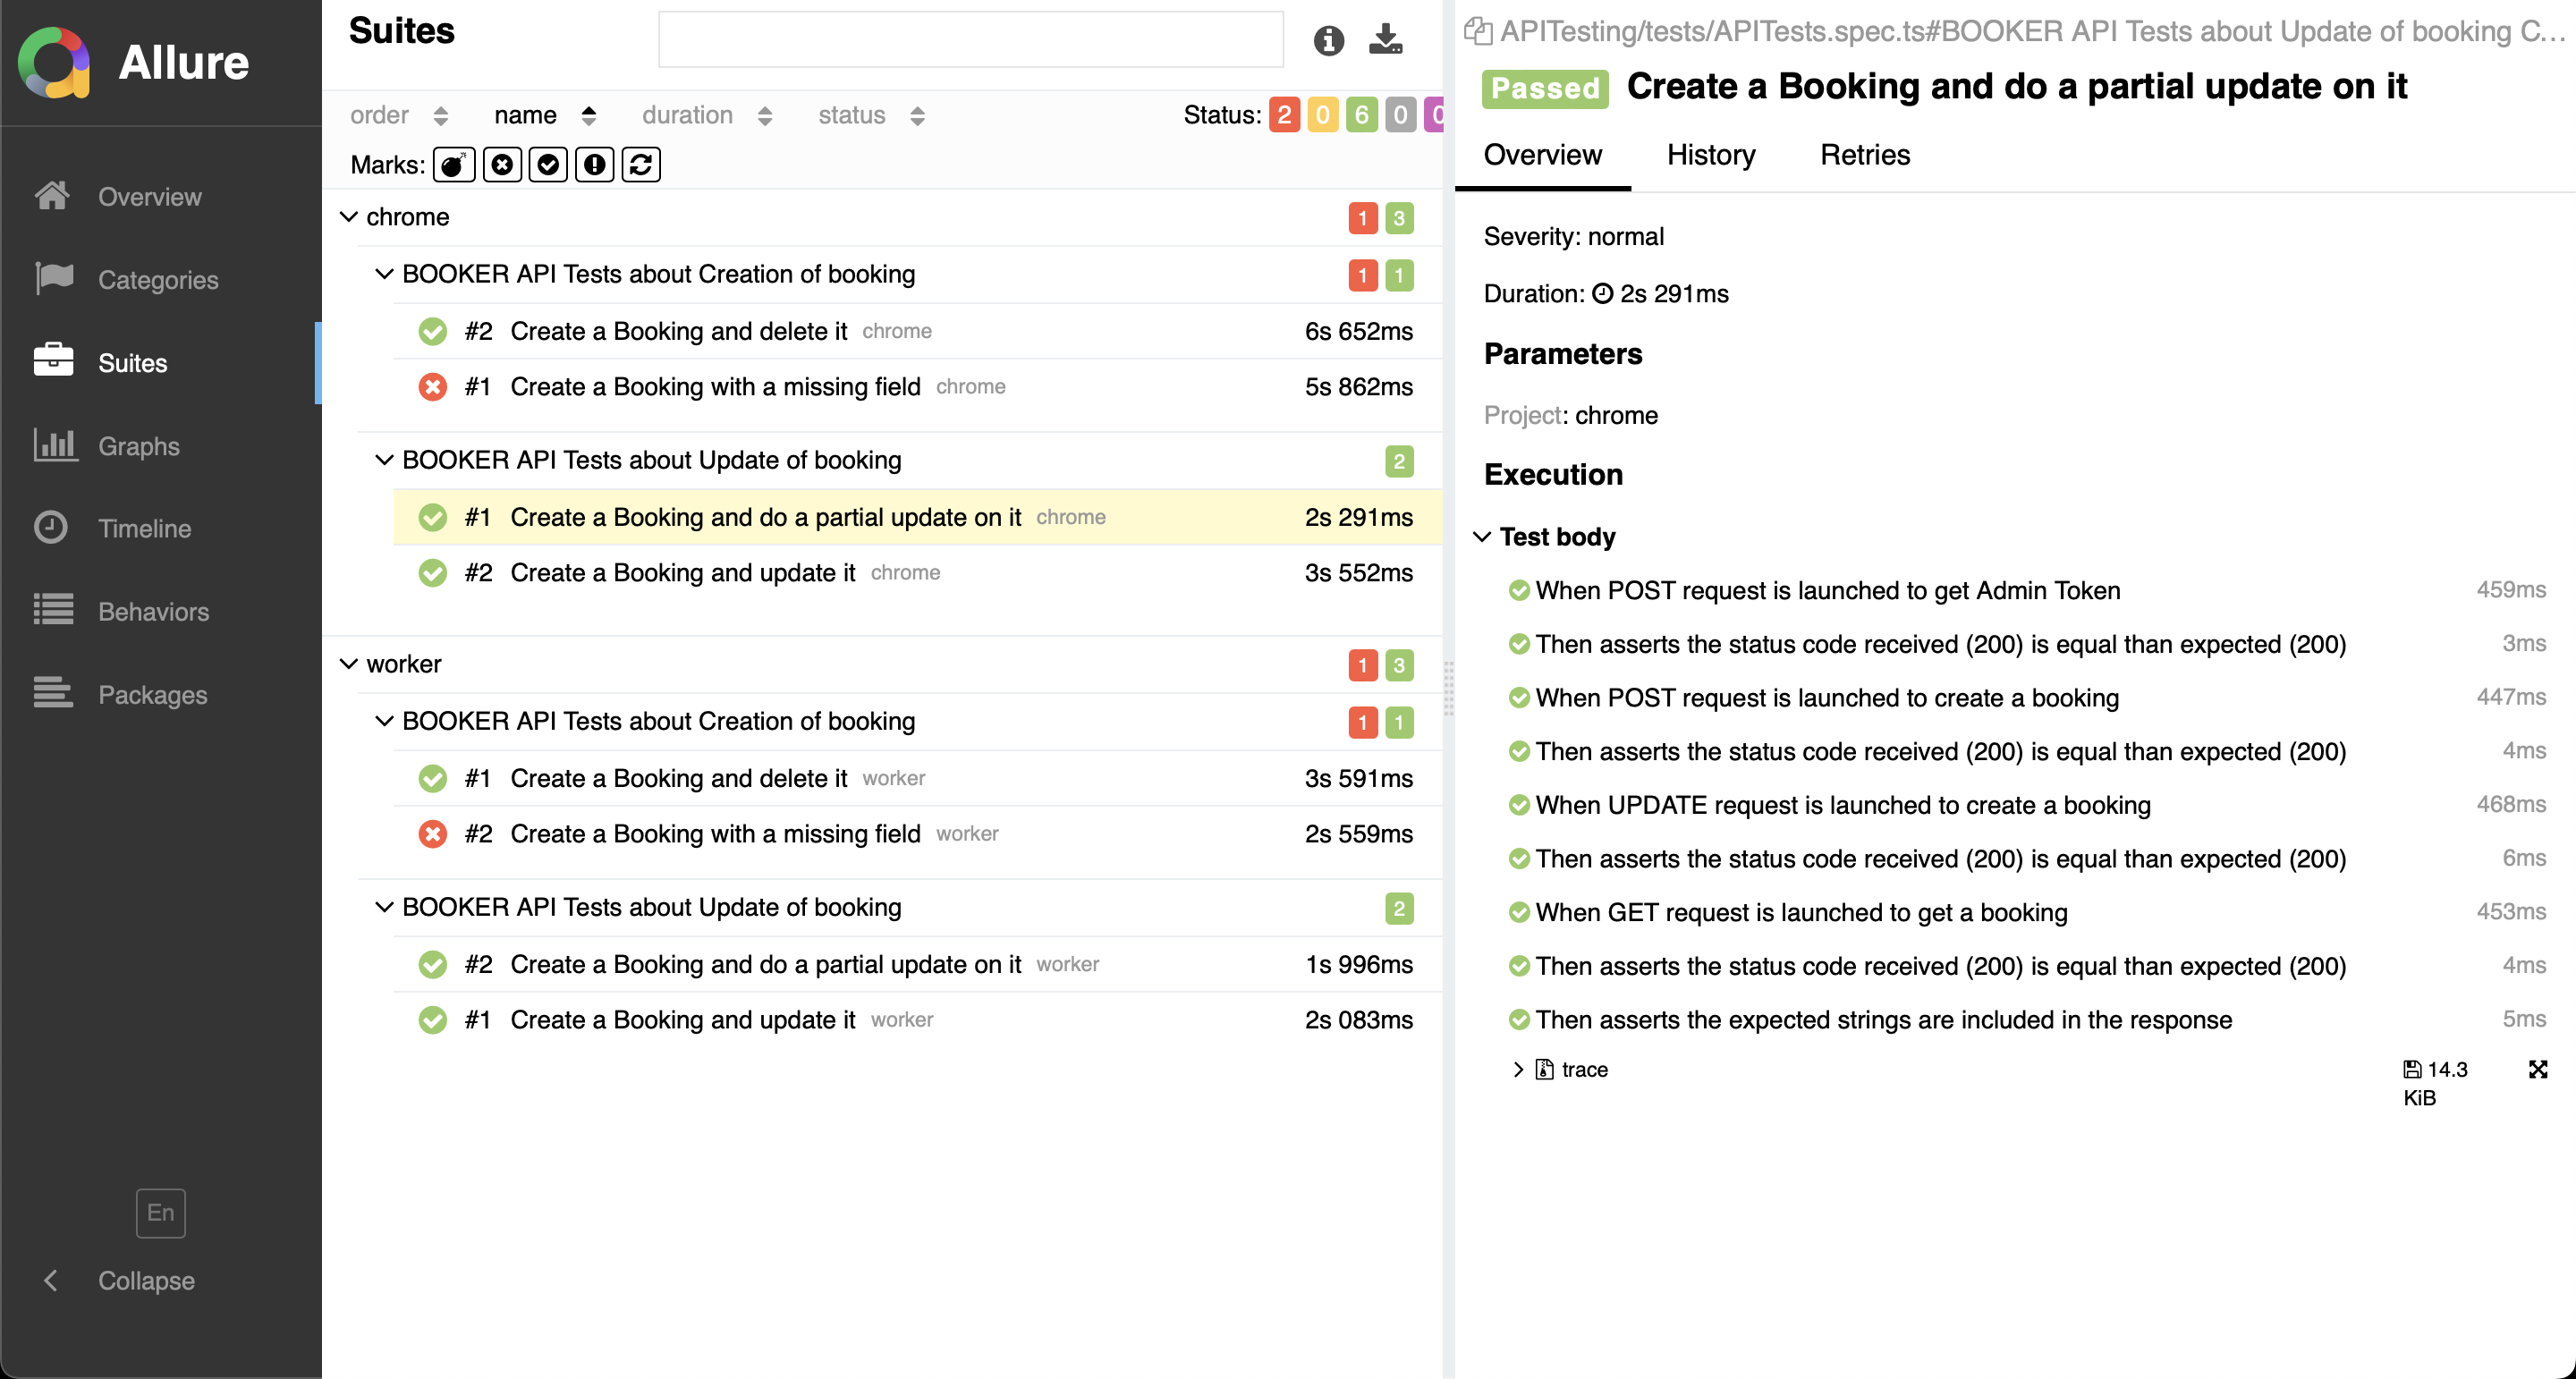 Allure
Overview
Categories
Suites
Graphs
Timeline
Behaviors
Packages
En
Collapse
Suites
order name duration status Status: 2 0 6 0 0
Marks:
chrome 1 3
BOOKER API Tests about Creation of booking 1 1
#2 Create a Booking and delete it chrome 6s 652ms
#1 Create a Booking with a missing field chrome 5s 862ms
BOOKER API Tests about Update of booking 2
#1 Create a Booking and do a partial update on it chrome 2s 291ms
#2 Create a Booking and update it chrome 3s 552ms
worker 1 3
BOOKER API Tests about Creation of booking 1 1
#1 Create a Booking and delete it worker 3s 591ms
#2 Create a Booking with a missing field worker 2s 559ms
BOOKER API Tests about Update of booking 2
#2 Create a Booking and do a partial update on it worker 1s 996ms
#1 Create a Booking and update it worker 2s 083ms
APITesting/tests/APITests.spec.ts#BOOKER API Tests about Update of booking C...
Passed Create a Booking and do a partial update on it
Overview History Retries
Severity: normal
Duration: 2s 291ms
Parameters
Project: chrome
Execution
Test body
When POST request is launched to get Admin Token 459ms
Then asserts the status code received (200) is equal than expected (200) 3ms
When POST request is launched to create a booking 447ms
Then asserts the status code received (200) is equal than expected (200) 4ms
When UPDATE request is launched to create a booking 468ms
Then asserts the status code received (200) is equal than expected (200) 6ms
When GET request is launched to get a booking 453ms
Then asserts the status code received (200) is equal than expected (200) 4ms
Then asserts the expected strings are included in the response 5ms
trace 14.3
KiB